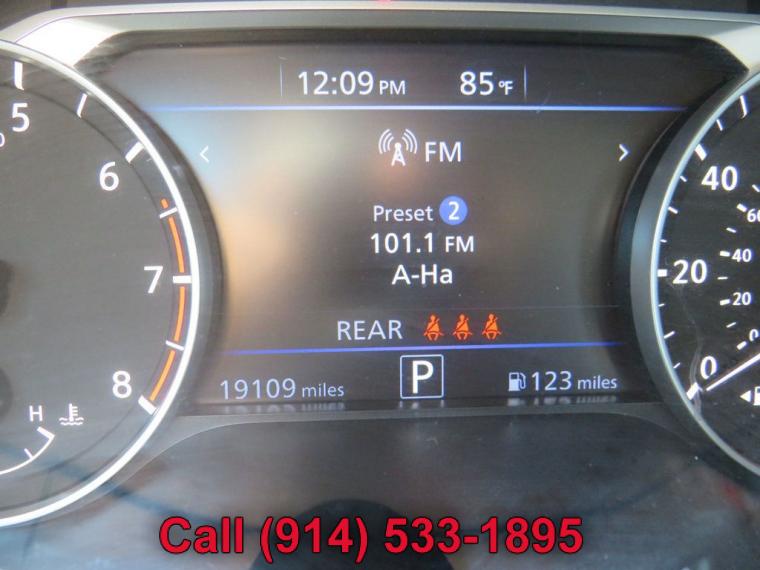 12:09 PM 85°F
FM
Preset 2
101.1 FM
A-Ha
REAR
19109 miles P 123 miles
5
6
7
8
H
40
20
0
60
40
20
0
Call (914) 533-1895